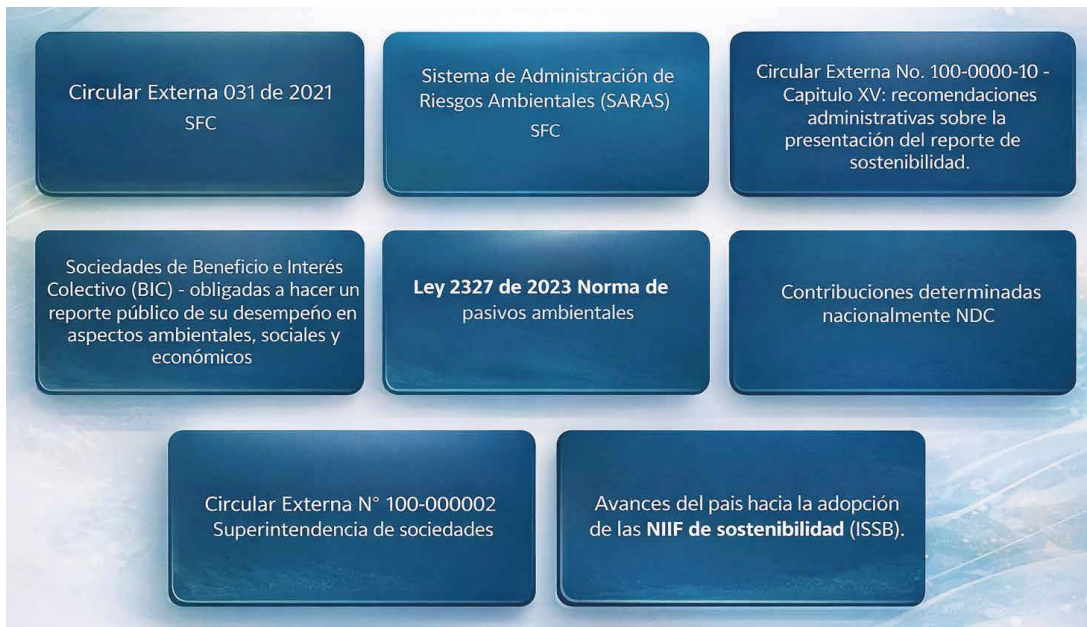 Circular Externa 031 de 2021
SFC
Sistema de Administración de
Riesgos Ambientales (SARAS)
SFC
Circular Externa No. 100-0000-10 -
Capitulo XV: recomendaciones
administrativas sobre la
presentación del reporte de
sostenibilidad.
Sociedades de Beneficio e Interés
Colectivo (BIC) - obligadas a hacer un
reporte público de su desempeño en
aspectos ambientales, sociales y
económicos
Ley 2327 de 2023 Norma de
pasivos ambientales
Contribuciones determinadas
nacionalmente NDC
Circular Externa N° 100-000002
Superintendencia de sociedades
Avances del pais hacia la adopción
de las NIIF de sostenibilidad (ISSB).